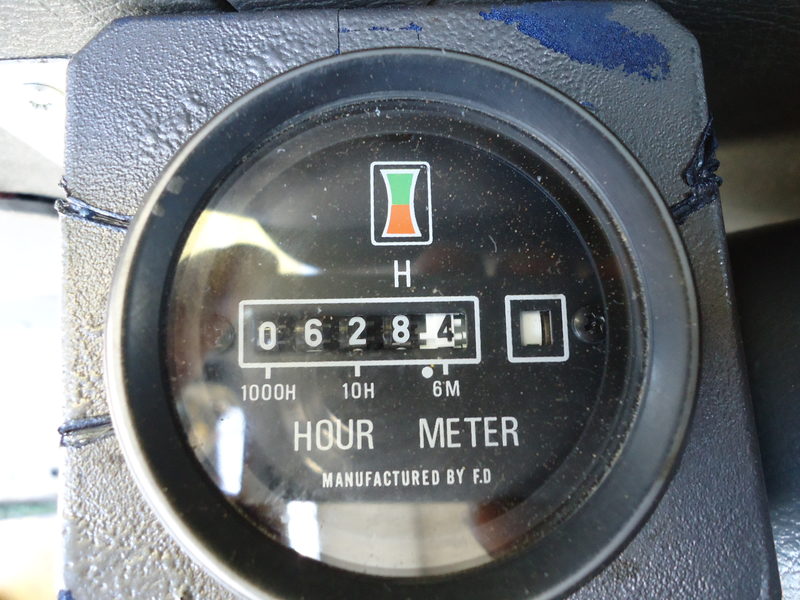 H
06284
1000H 10H 6M
HOUR METER
MANUFACTURED BY F.D